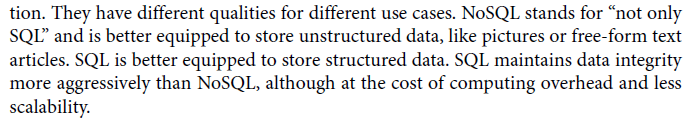 tion. They have different qualities for different use cases. NoSQL stands for “not only
SQL” and is better equipped to store unstructured data, like pictures or free-form text
articles. SQL is better equipped to store structured data. SQL maintains data integrity
more aggressively than NoSQL, although at the cost of computing overhead and less
scalability.